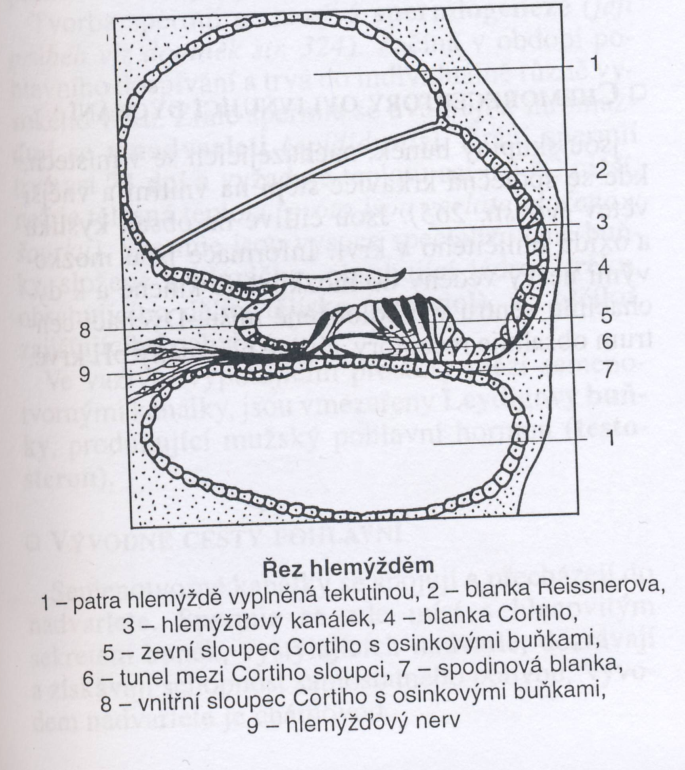 1
2
3
4
5
6
7
8
9
1
Řez hlemýžděm
1 – patra hlemýždě vyplněná tekutinou, 2 – blanka Reissnerova,
3 – hlemýžďový kanálek, 4 – blanka Cortiho,
5 – zevní sloupec Cortiho s osinkovými buňkami,
6 – tunel mezi Cortiho sloupci, 7 – spodinová blanka,
8 – vnitřní sloupec Cortiho s osinkovými buňkami,
9 – hlemýžďový nerv